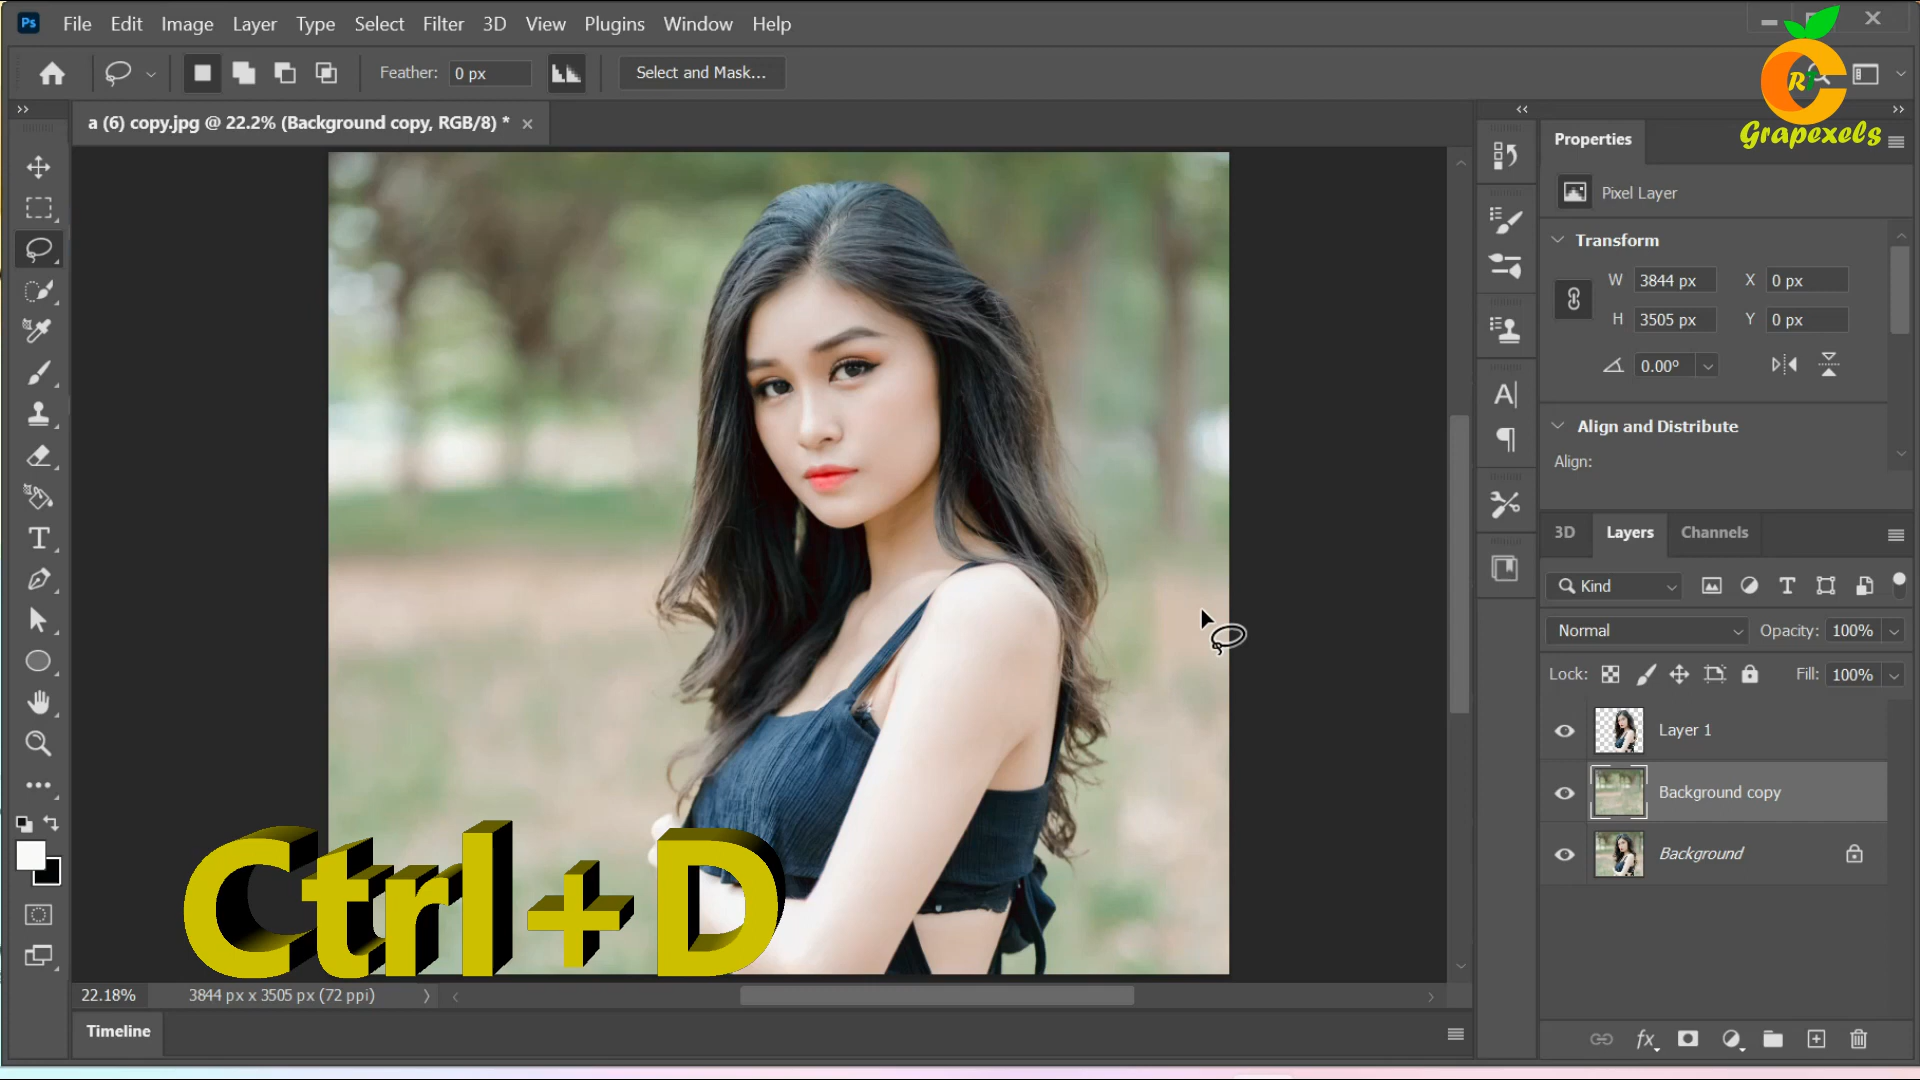 Ps File Edit Image Layer Type Select Filter 3D View Plugins Window Help
Feather: 0 px Select and Mask...
RT
Grapexels
a (6) copy.jpg @ 22.2% (Background copy, RGB/8) *
Properties
Pixel Layer
Transform
W 3844 px X 0 px
H 3505 px Y 0 px
0.00°
Align and Distribute
Align:
3D Layers Channels
Kind
Normal Opacity: 100%
Lock: Fill: 100%
Layer 1
Background copy
Background
Ctrl+D
22.18% 3844 px x 3505 px (72 ppi)
Timeline